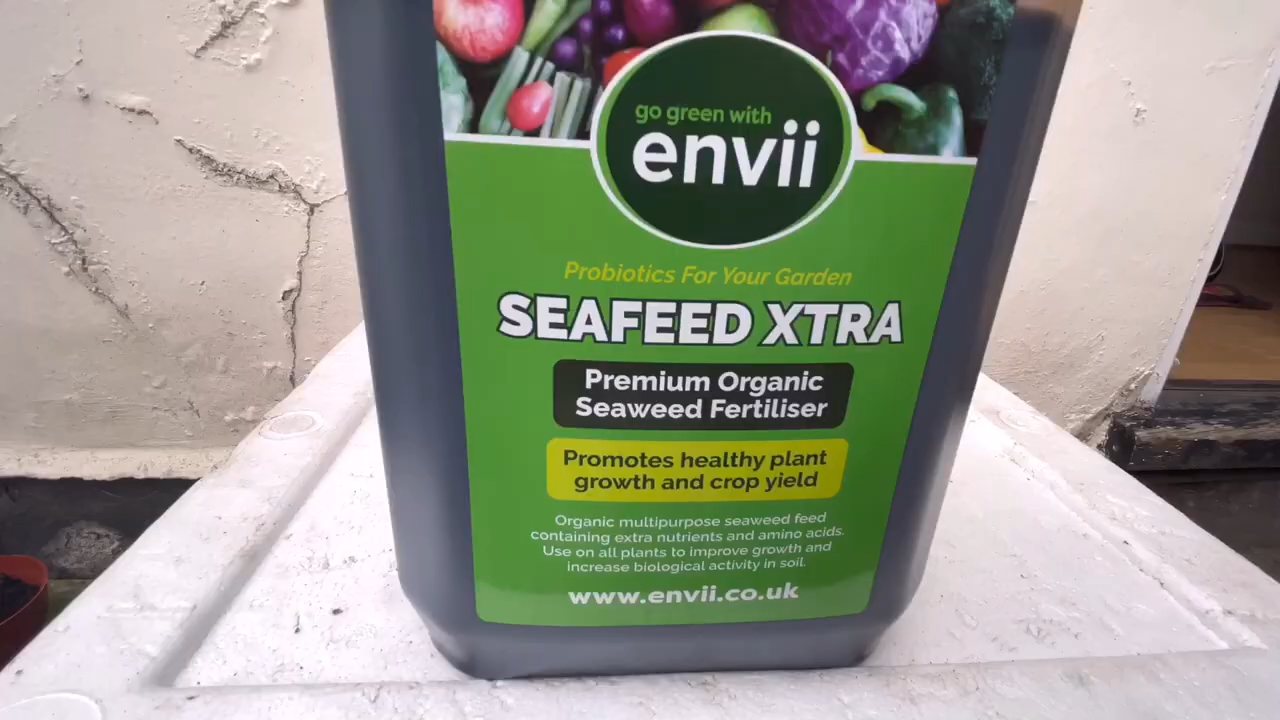 go green with
envii
Probiotics For Your Garden
SEAFEED XTRA
Premium Organic
Seaweed Fertiliser
Promotes healthy plant
growth and crop yield
Organic multipurpose seaweed feed
containing extra nutrients and amino acids.
Use on all plants to improve growth and
increase biological activity in soil.
www.envii.co.uk